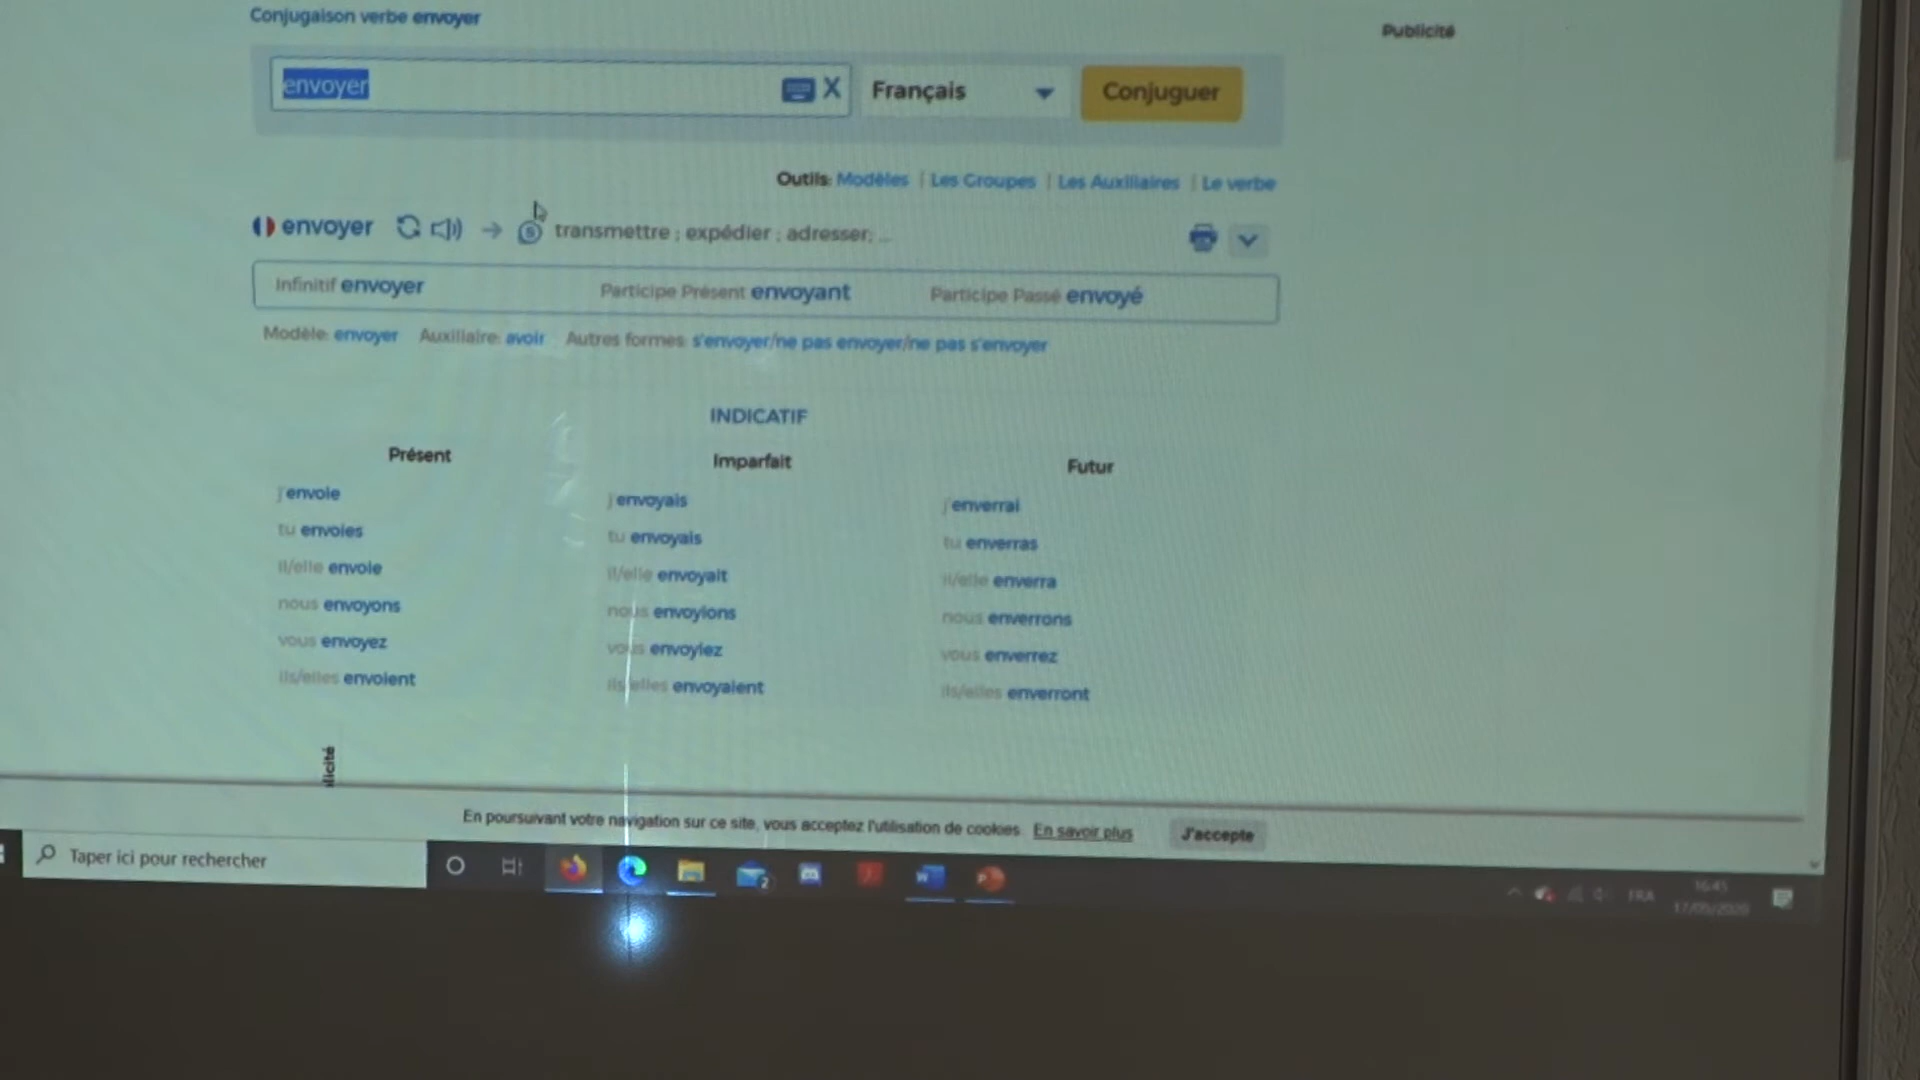 Conjugaison verbe envoyer
Publicité
envoyer X Français Conjuguer
Outils: Modèles | Les Groupes | Les Auxiliaires | Le verbe
envoyer → transmettre ; expédier ; adresser; ...
Infinitif envoyer Participe Présent envoyant Participe Passé envoyé
Modèle: envoyer Auxiliaire: avoir Autres formes: s'envoyer/ne pas envoyer/ne pas s'envoyer
INDICATIF
Présent Imparfait Futur
j'envoie j'envoyais j'enverrai
tu envoies tu envoyais tu enverras
il/elle envoie il/elle envoyait il/elle enverra
nous envoyons nous envoyions nous enverrons
vous envoyez vous envoyiez vous enverrez
ils/elles envoient ils/elles envoyaient ils/elles enverront
licité
En poursuivant votre navigation sur ce site, vous acceptez l'utilisation de cookies. En savoir plus J'accepte
Taper ici pour rechercher
2
FRA
16:45